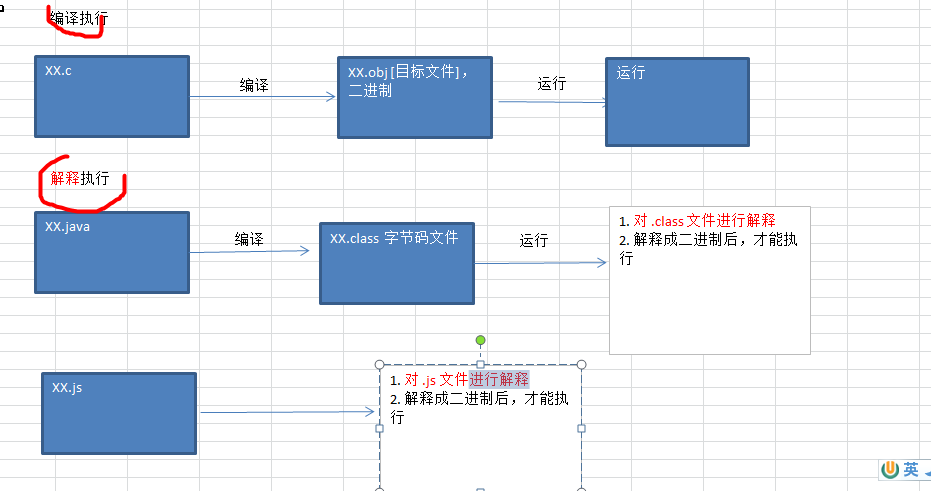 编译执行
XX.c
编译
XX.obj [目标文件]，
二进制
运行
运行
解释执行
XX.java
编译
XX.class 字节码文件
运行
1. 对 .class 文件进行解释
2. 解释成二进制后，才能执
行
XX.js
1. 对 .js 文件进行解释
2. 解释成二进制后，才能执
行
英